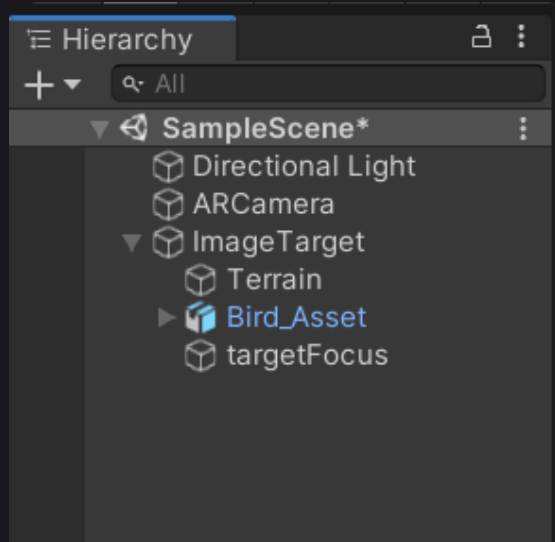 Hierarchy
All
SampleScene*
Directional Light
ARCamera
ImageTarget
Terrain
Bird_Asset
targetFocus